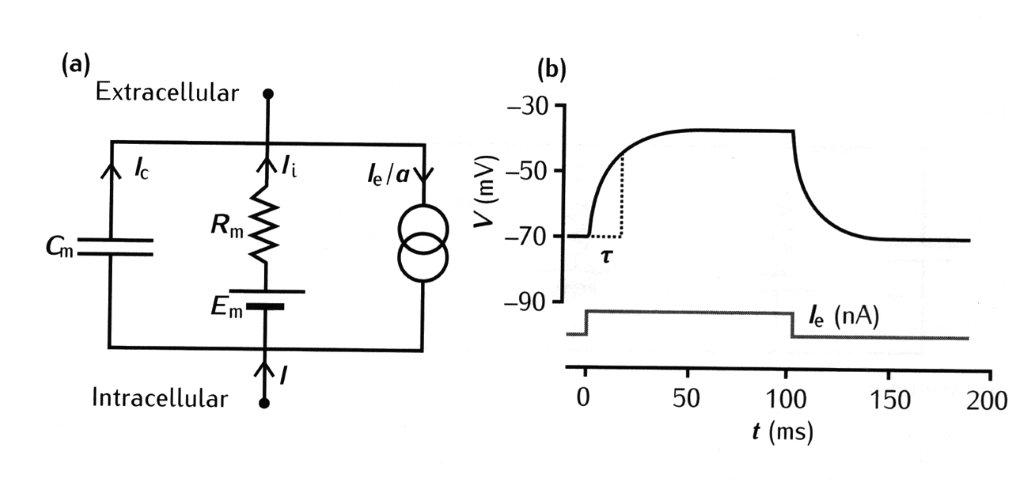 (a)
Extracellular
I_c
I_i
I_e/a
R_m
C_m
E_m
I
Intracellular
(b)
–30
–50
–70
–90
V (mV)
τ
I_e (nA)
0
50
100
150
200
t (ms)